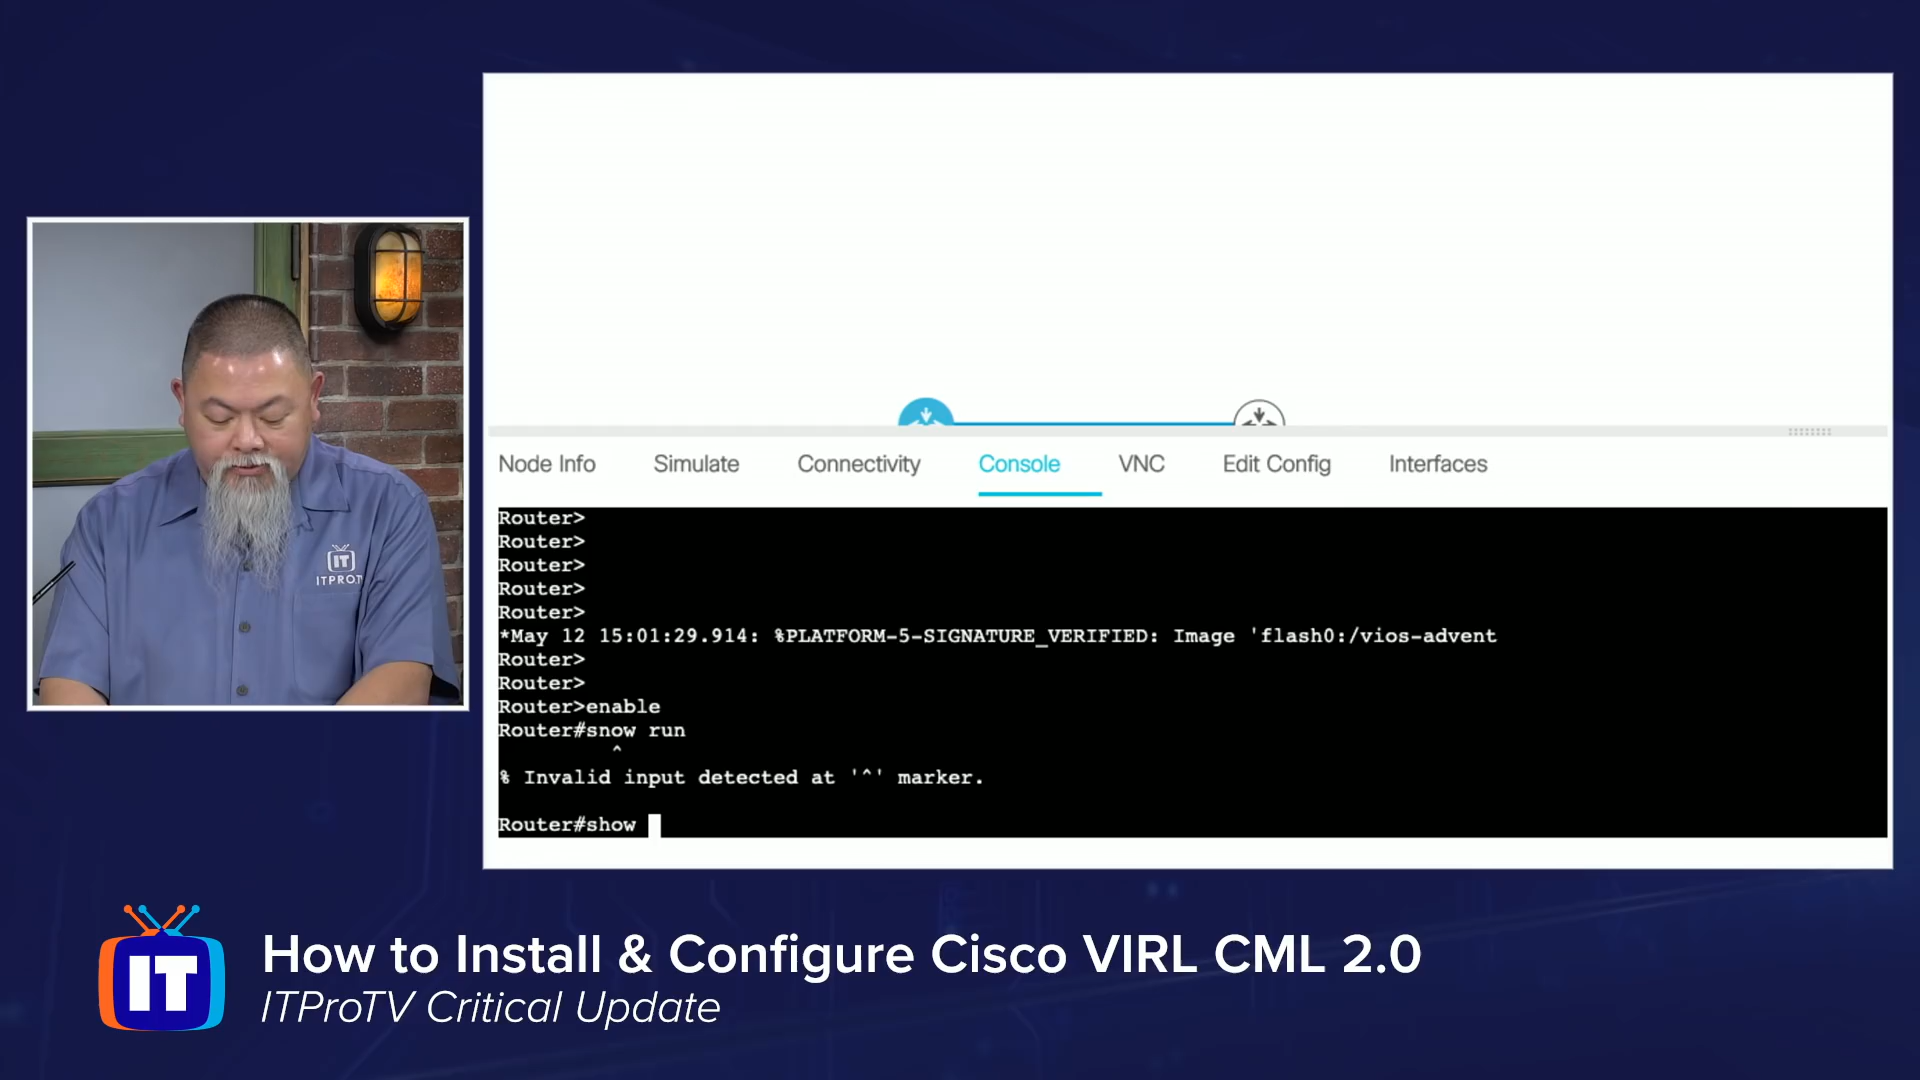 IT
ITPRO.T
Node Info Simulate Connectivity Console VNC Edit Config Interfaces
Router>
Router>
Router>
Router>
Router>
*May 12 15:01:29.914: %PLATFORM-5-SIGNATURE_VERIFIED: Image 'flash0:/vios-advent
Router>
Router>
Router>enable
Router#snow run
^
% Invalid input detected at '^' marker.
Router#show
IT
How to Install & Configure Cisco VIRL CML 2.0
ITProTV Critical Update